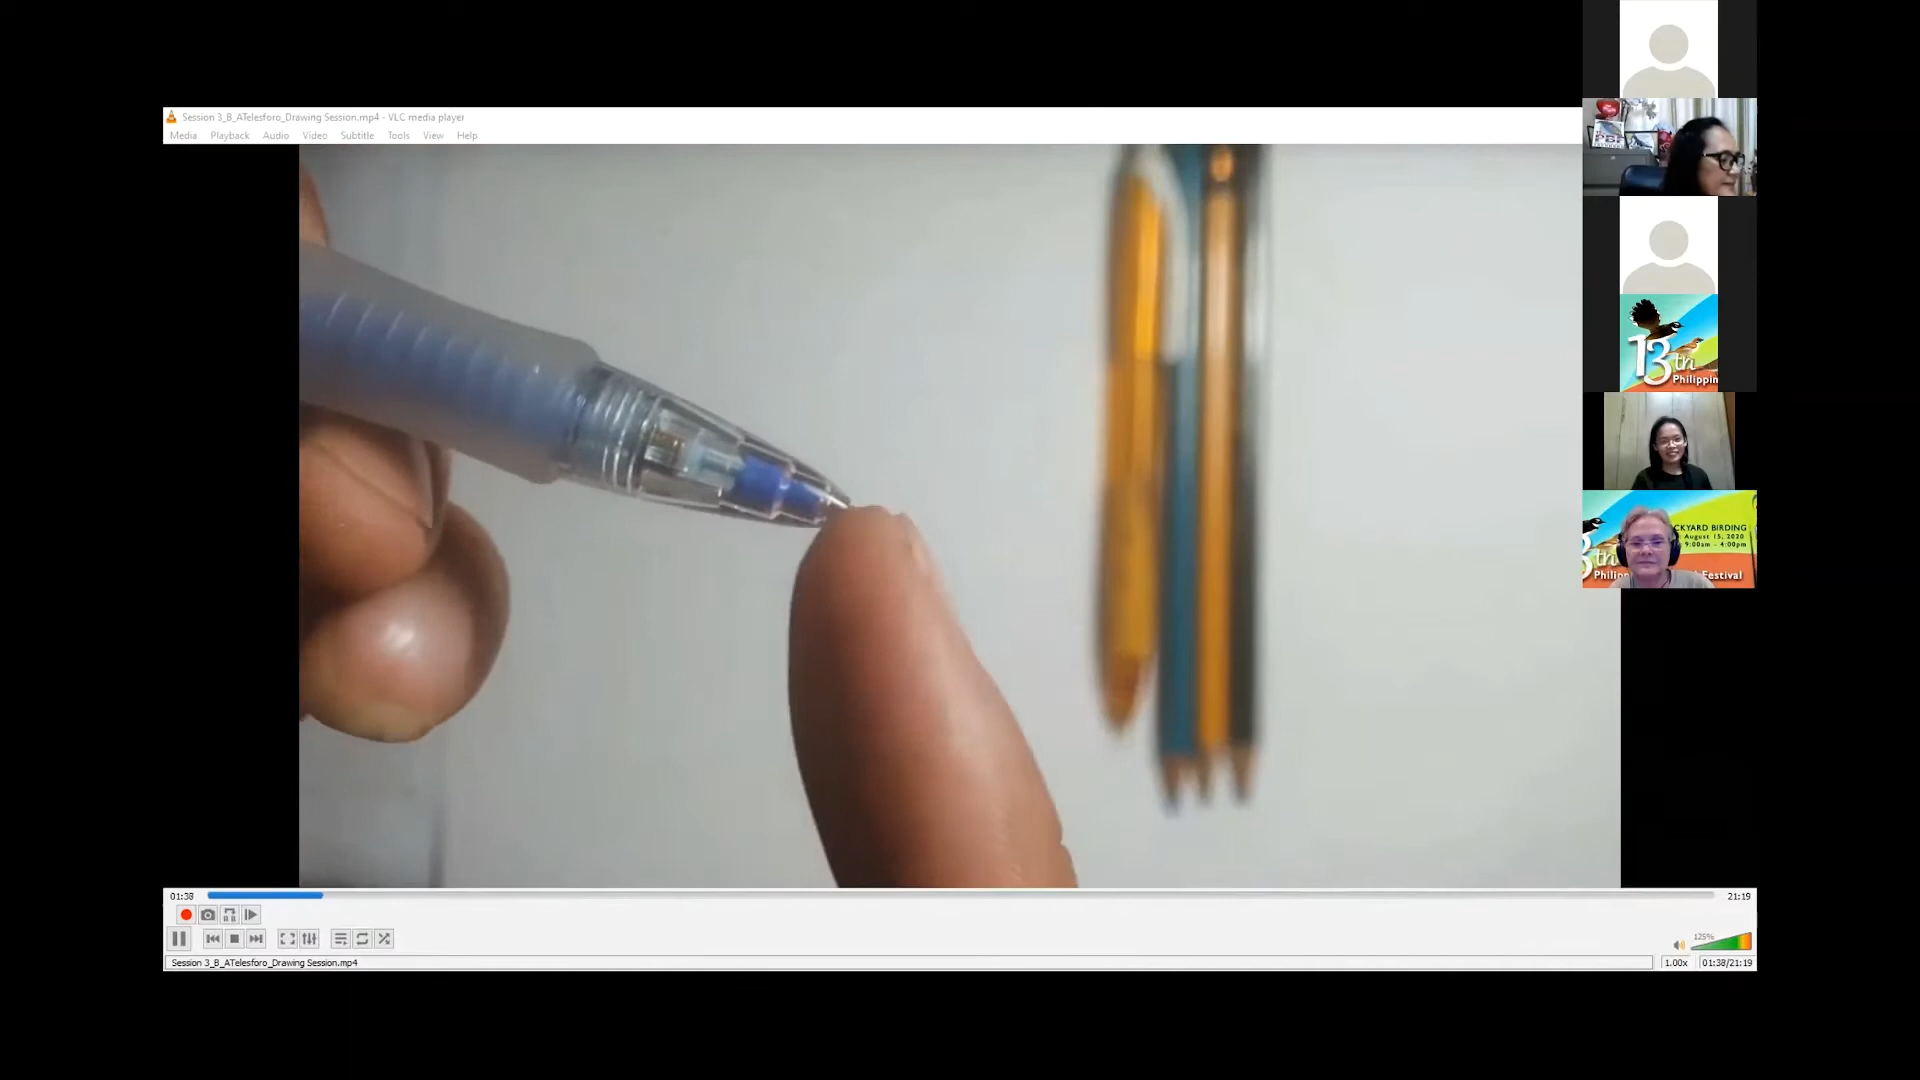 Session 3_B_ATelesforo_Drawing Session.mp4 - VLC media player
Media Playback Audio Video Subtitle Tools View Help
13th
Philippin
CKYARD BIRDING
August 15, 2020
9:00am - 4:00pm
Festival
01:38
21:19
125%
Session 3_B_ATelesforo_Drawing Session.mp4
1.00x
01:38/21:19